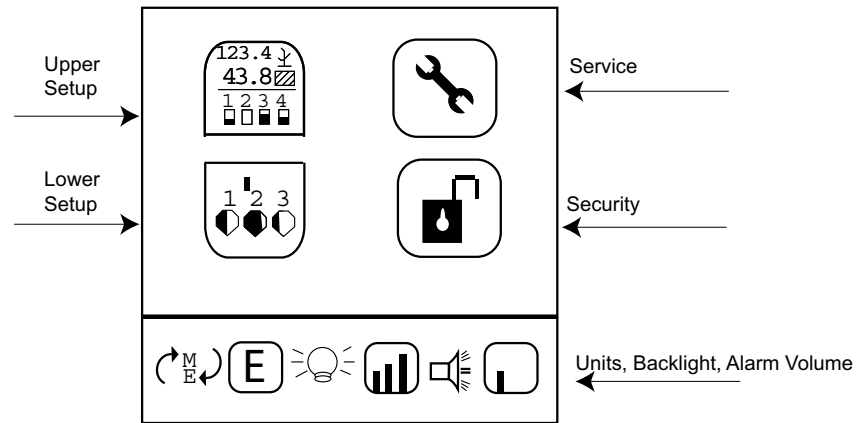 Upper
Setup
123.4
43.8
1 2 3 4
Service
Lower
Setup
1 2 3
Security
M
E
E
Units, Backlight, Alarm Volume